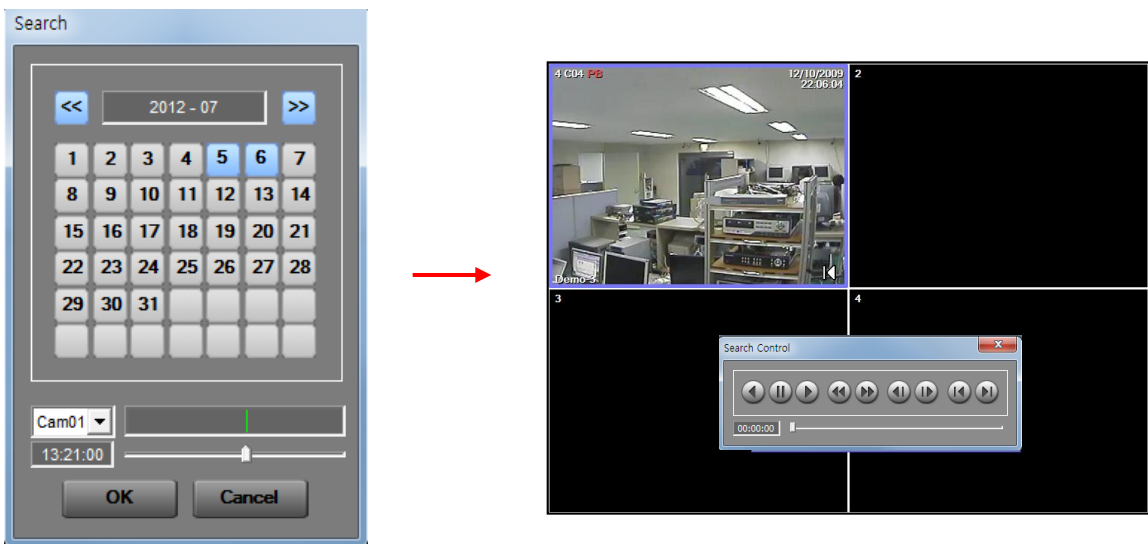 Search
<< 2012 - 07 >>
1 2 3 4 5 6 7
8 9 10 11 12 13 14
15 16 17 18 19 20 21
22 23 24 25 26 27 28
29 30 31
Cam01
13:21:00
OK Cancel
4 C04 PB 12/10/2009
22:06:04
Demo-3
2
3
4
Search Control
00:00:00